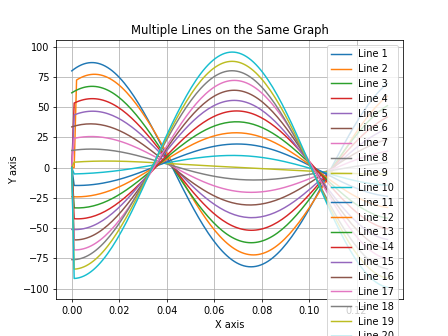 Multiple Lines on the Same Graph
100
75
50
25
0
−25
−50
−75
−100
Y axis
0.00
0.02
0.04
0.06
0.08
0.10
X axis
Line 1
Line 2
Line 3
Line 4
Line 5
Line 6
Line 7
Line 8
Line 9
Line 10
Line 11
Line 12
Line 13
Line 14
Line 15
Line 16
Line 17
Line 18
Line 19
Line 20